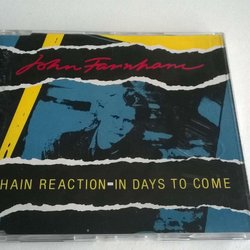 John Farnham
HAIN REACTION-IN DAYS TO COME